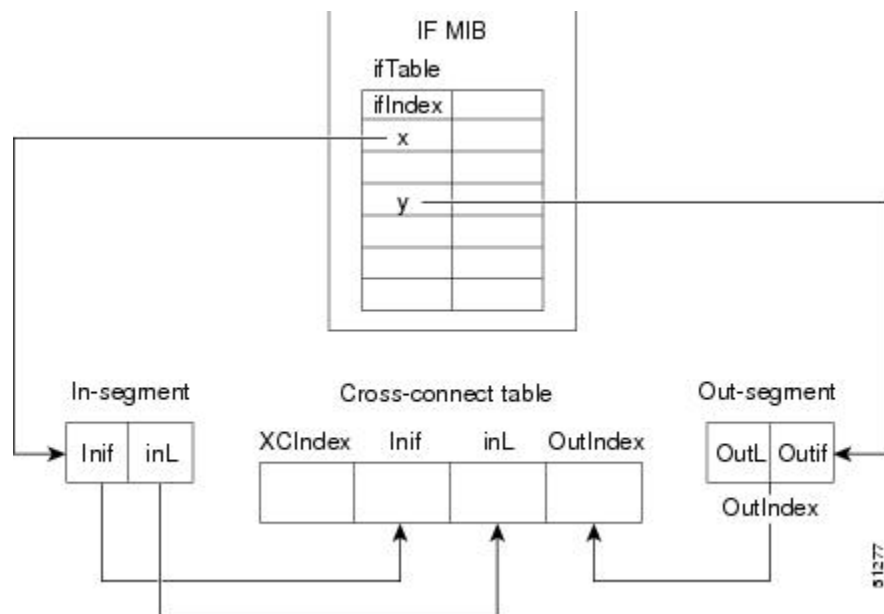 IF MIB
ifTable
ifIndex
x
y
In-segment
Cross-connect table
Out-segment
XCIndex Inif inL OutIndex
Inif inL
OutL Outif
OutIndex
51277